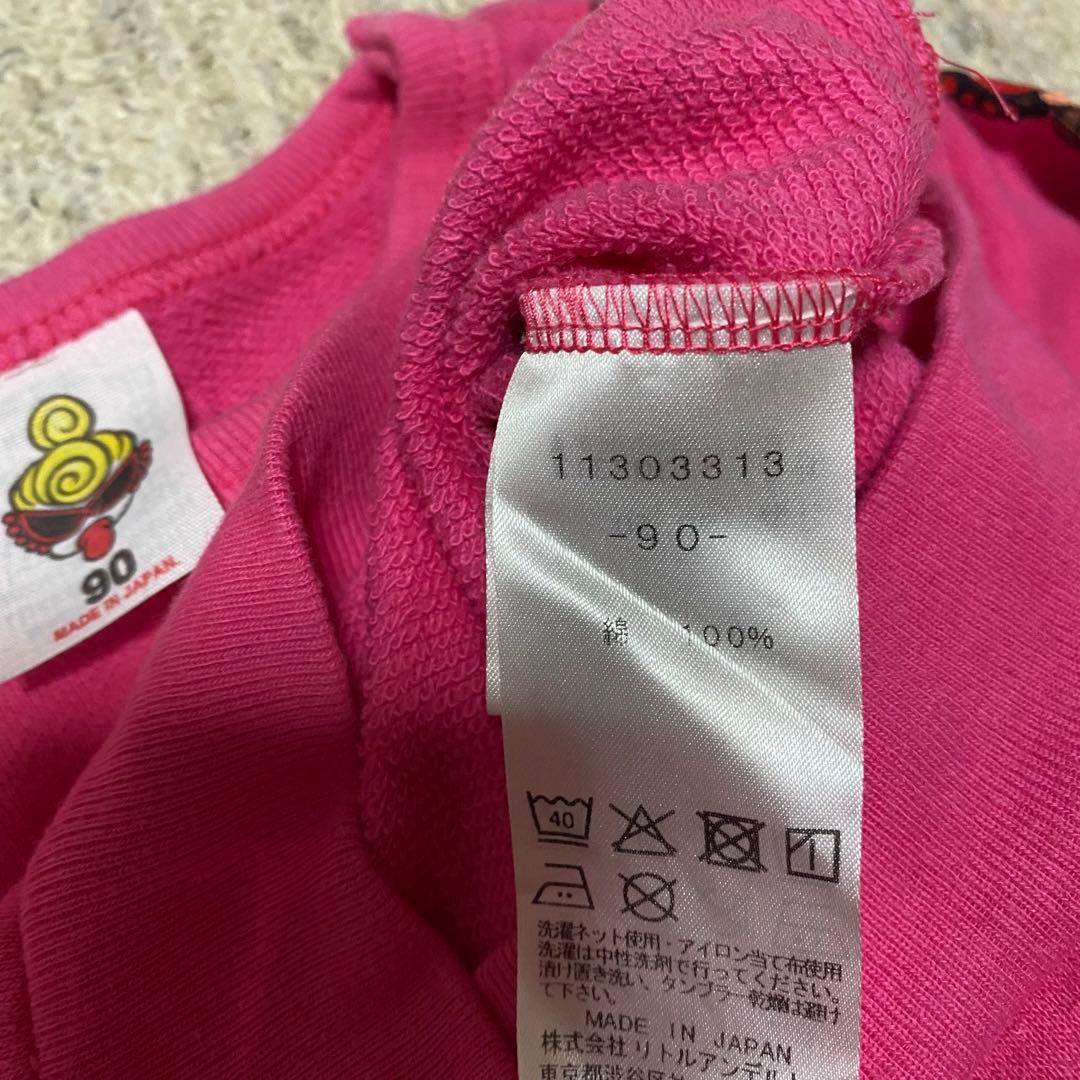 90
MADE IN JAPAN.
11303313
-90-
綿 100%
40
洗濯ネット使用・アイロン当て布使用
洗濯は中性洗剤で行ってください。
漬け置き洗い、タンブラー乾燥は避け
て下さい。
MADE IN JAPAN
株式会社リトルアンデル
東京都渋谷区